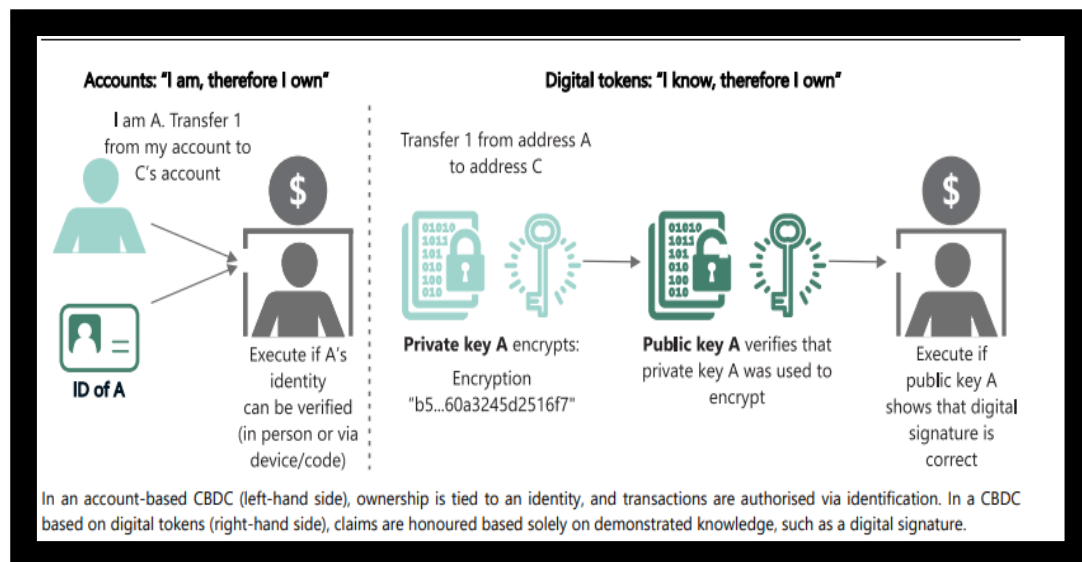 Accounts: "I am, therefore I own"
I am A. Transfer 1
from my account to
C's account
$
ID of A
Execute if A's
identity
can be verified
(in person or via
device/code)
Digital tokens: "I know, therefore I own"
Transfer 1 from address A
to address C
01010
1011
101
010
100
010
Private key A encrypts:
Encryption
"b5...60a3245d2516f7"
01010
1011
101
010
100
010
Public key A verifies that
private key A was used to
encrypt
$
Execute if
public key A
shows that digital
signature is
correct
In an account-based CBDC (left-hand side), ownership is tied to an identity, and transactions are authorised via identification. In a CBDC
based on digital tokens (right-hand side), claims are honoured based solely on demonstrated knowledge, such as a digital signature.